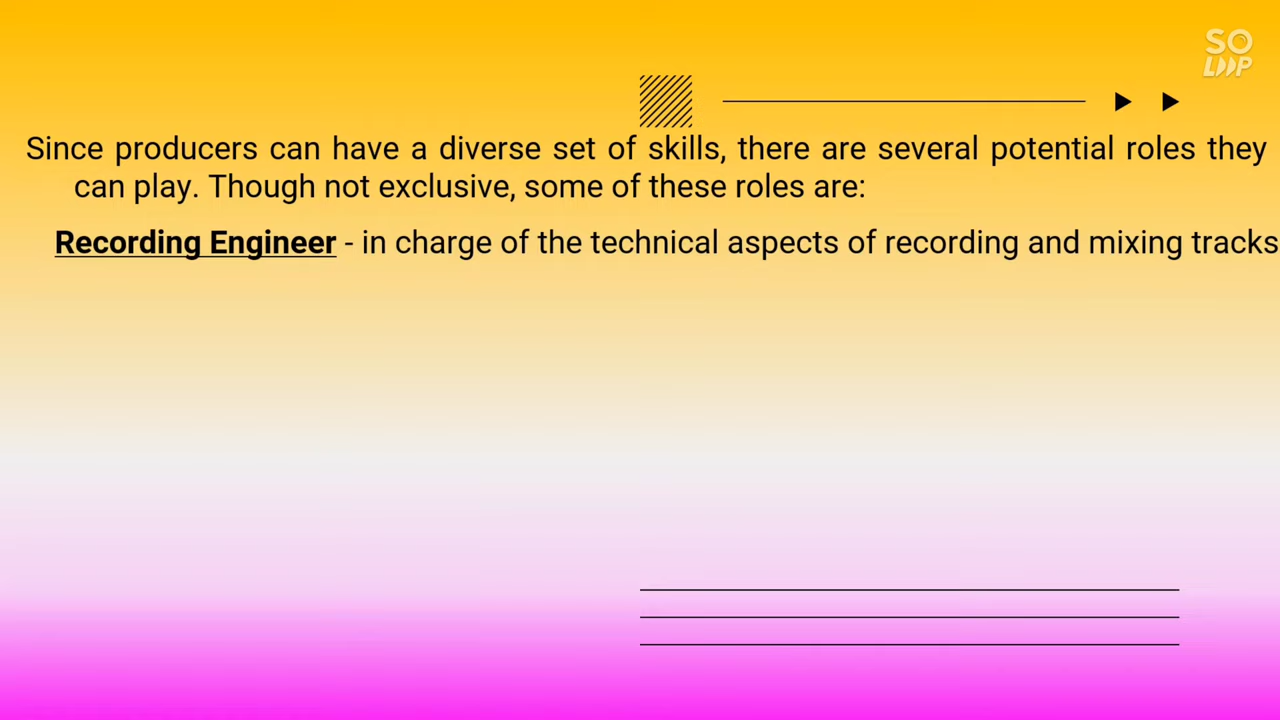 SO
LOOP
Since producers can have a diverse set of skills, there are several potential roles they
can play. Though not exclusive, some of these roles are:
Recording Engineer - in charge of the technical aspects of recording and mixing tracks